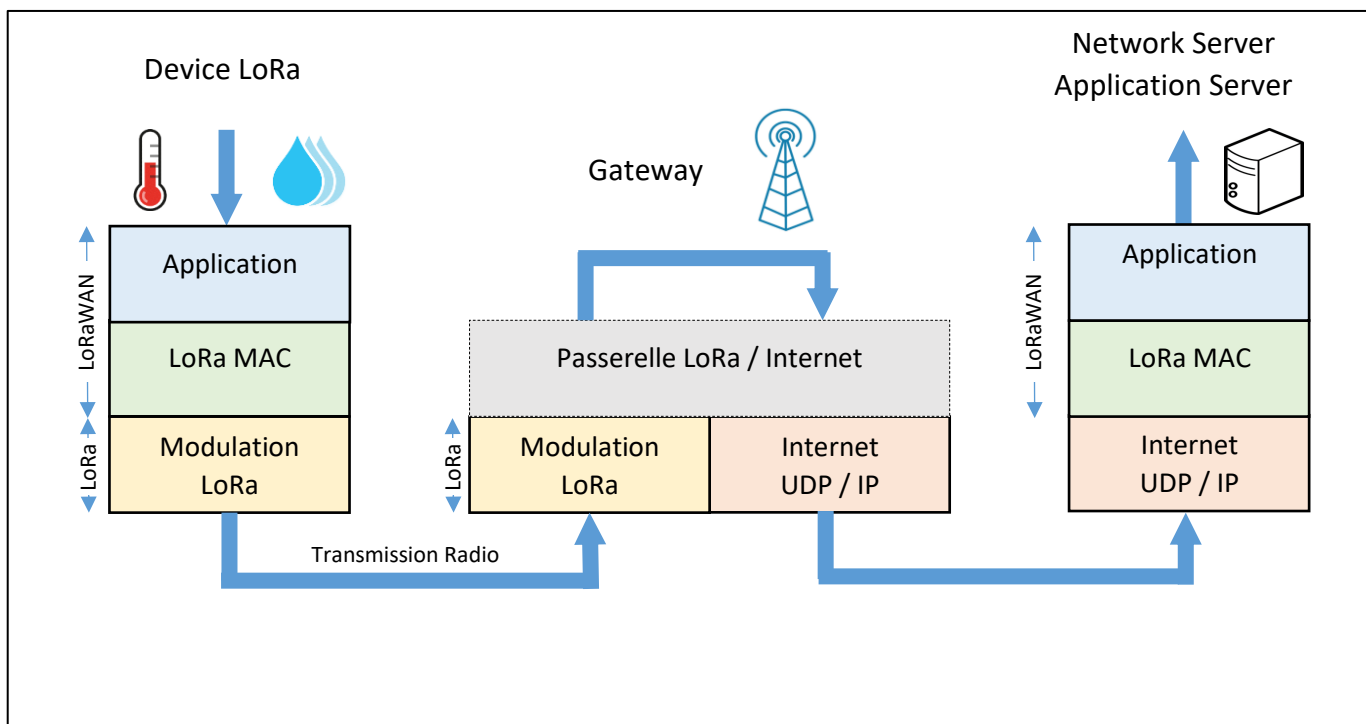 Device LoRa
Network Server
Application Server
Gateway
Application
LoRa MAC
Modulation
LoRa
LoRaWAN
LoRa
Transmission Radio
Passerelle LoRa / Internet
Modulation
LoRa
Internet
UDP / IP
LoRa
Application
LoRa MAC
Internet
UDP / IP
LoRaWAN